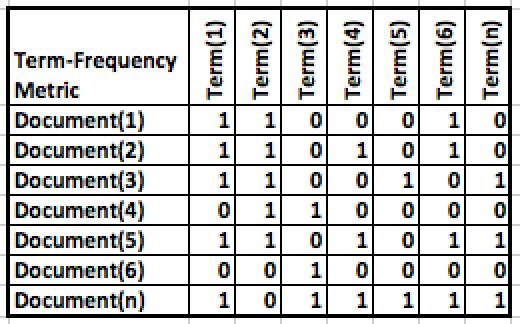 Term-Frequency Metric Term(1) Term(2) Term(3) Term(4) Term(5) Term(6) Term(n)
Document(1) 1 1 0 0 0 1 0
Document(2) 1 1 0 1 0 1 0
Document(3) 1 1 0 0 1 0 1
Document(4) 0 1 1 0 0 0 0
Document(5) 1 1 0 1 0 1 1
Document(6) 0 0 1 0 0 0 0
Document(n) 1 0 1 1 1 1 1